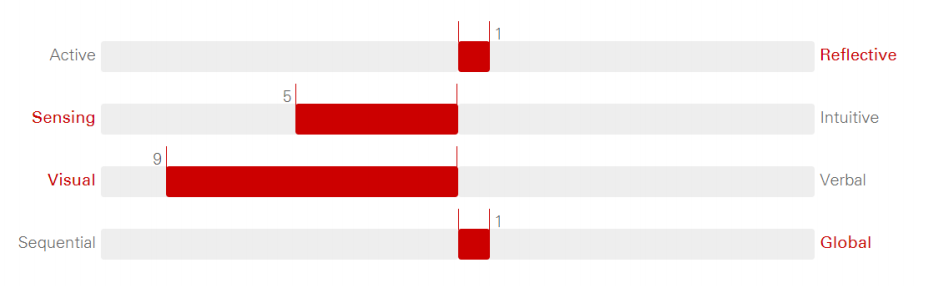 1
Active Reflective
5
Sensing Intuitive
9
Visual Verbal
1
Sequential Global